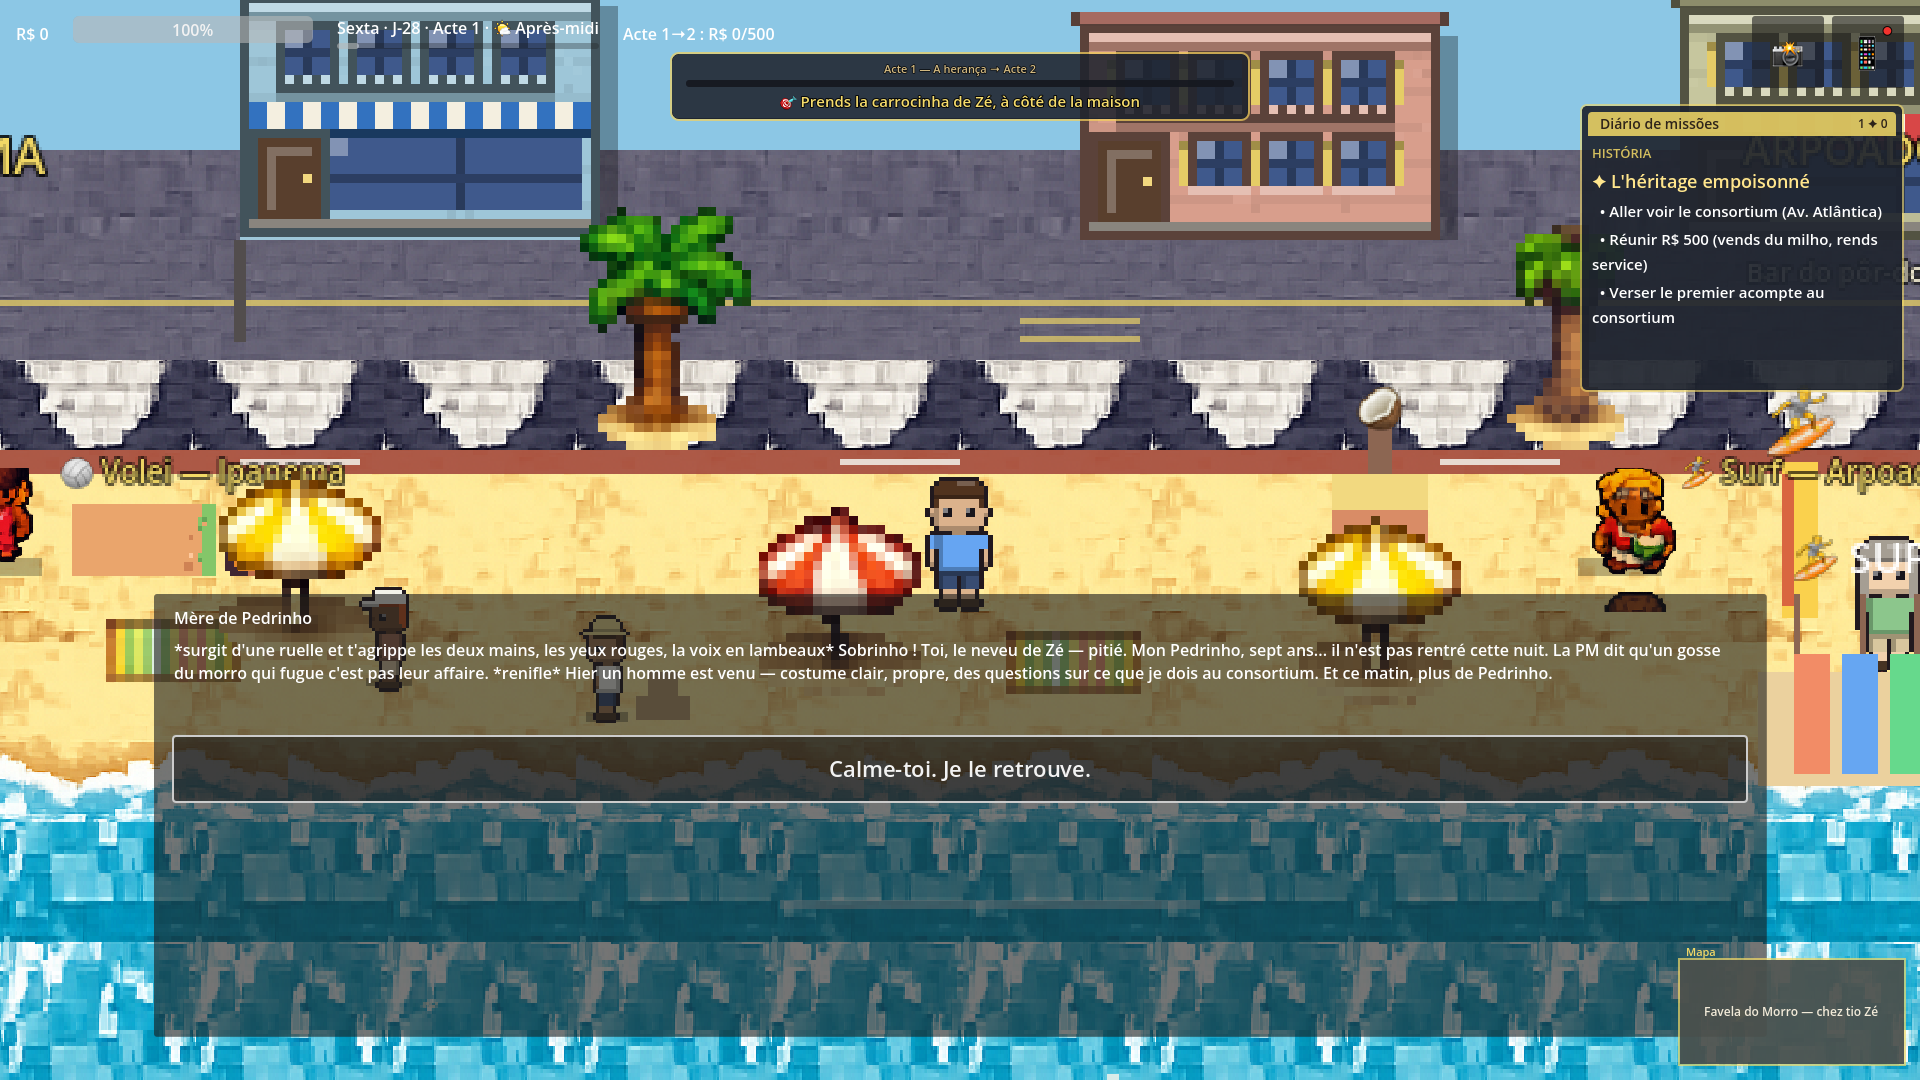 R$ 0
100%
Sexta · J-28 · Acte 1 · Après-midi
Acte 1→2 : R$ 0/500
Acte 1 — A herança → Acte 2
Prends la carrocinha de Zé, à côté de la maison
Diário de missões
1 ✦ 0
HISTÓRIA
✦ L'héritage empoisonné
• Aller voir le consortium (Av. Atlântica)
• Réunir R$ 500 (vends du milho, rends
service)
• Verser le premier acompte au
consortium
Volei — Ipanema
Surf — Arpoa
SUP
Mère de Pedrinho
*surgit d'une ruelle et t'agrippe les deux mains, les yeux rouges, la voix en lambeaux* Sobrinho ! Toi, le neveu de Zé — pitié. Mon Pedrinho, sept ans... il n'est pas rentré cette nuit. La PM dit qu'un gosse
du morro qui fugue c'est pas leur affaire. *renifle* Hier un homme est venu — costume clair, propre, des questions sur ce que je dois au consortium. Et ce matin, plus de Pedrinho.
Calme-toi. Je le retrouve.
Mapa
Favela do Morro — chez tio Zé